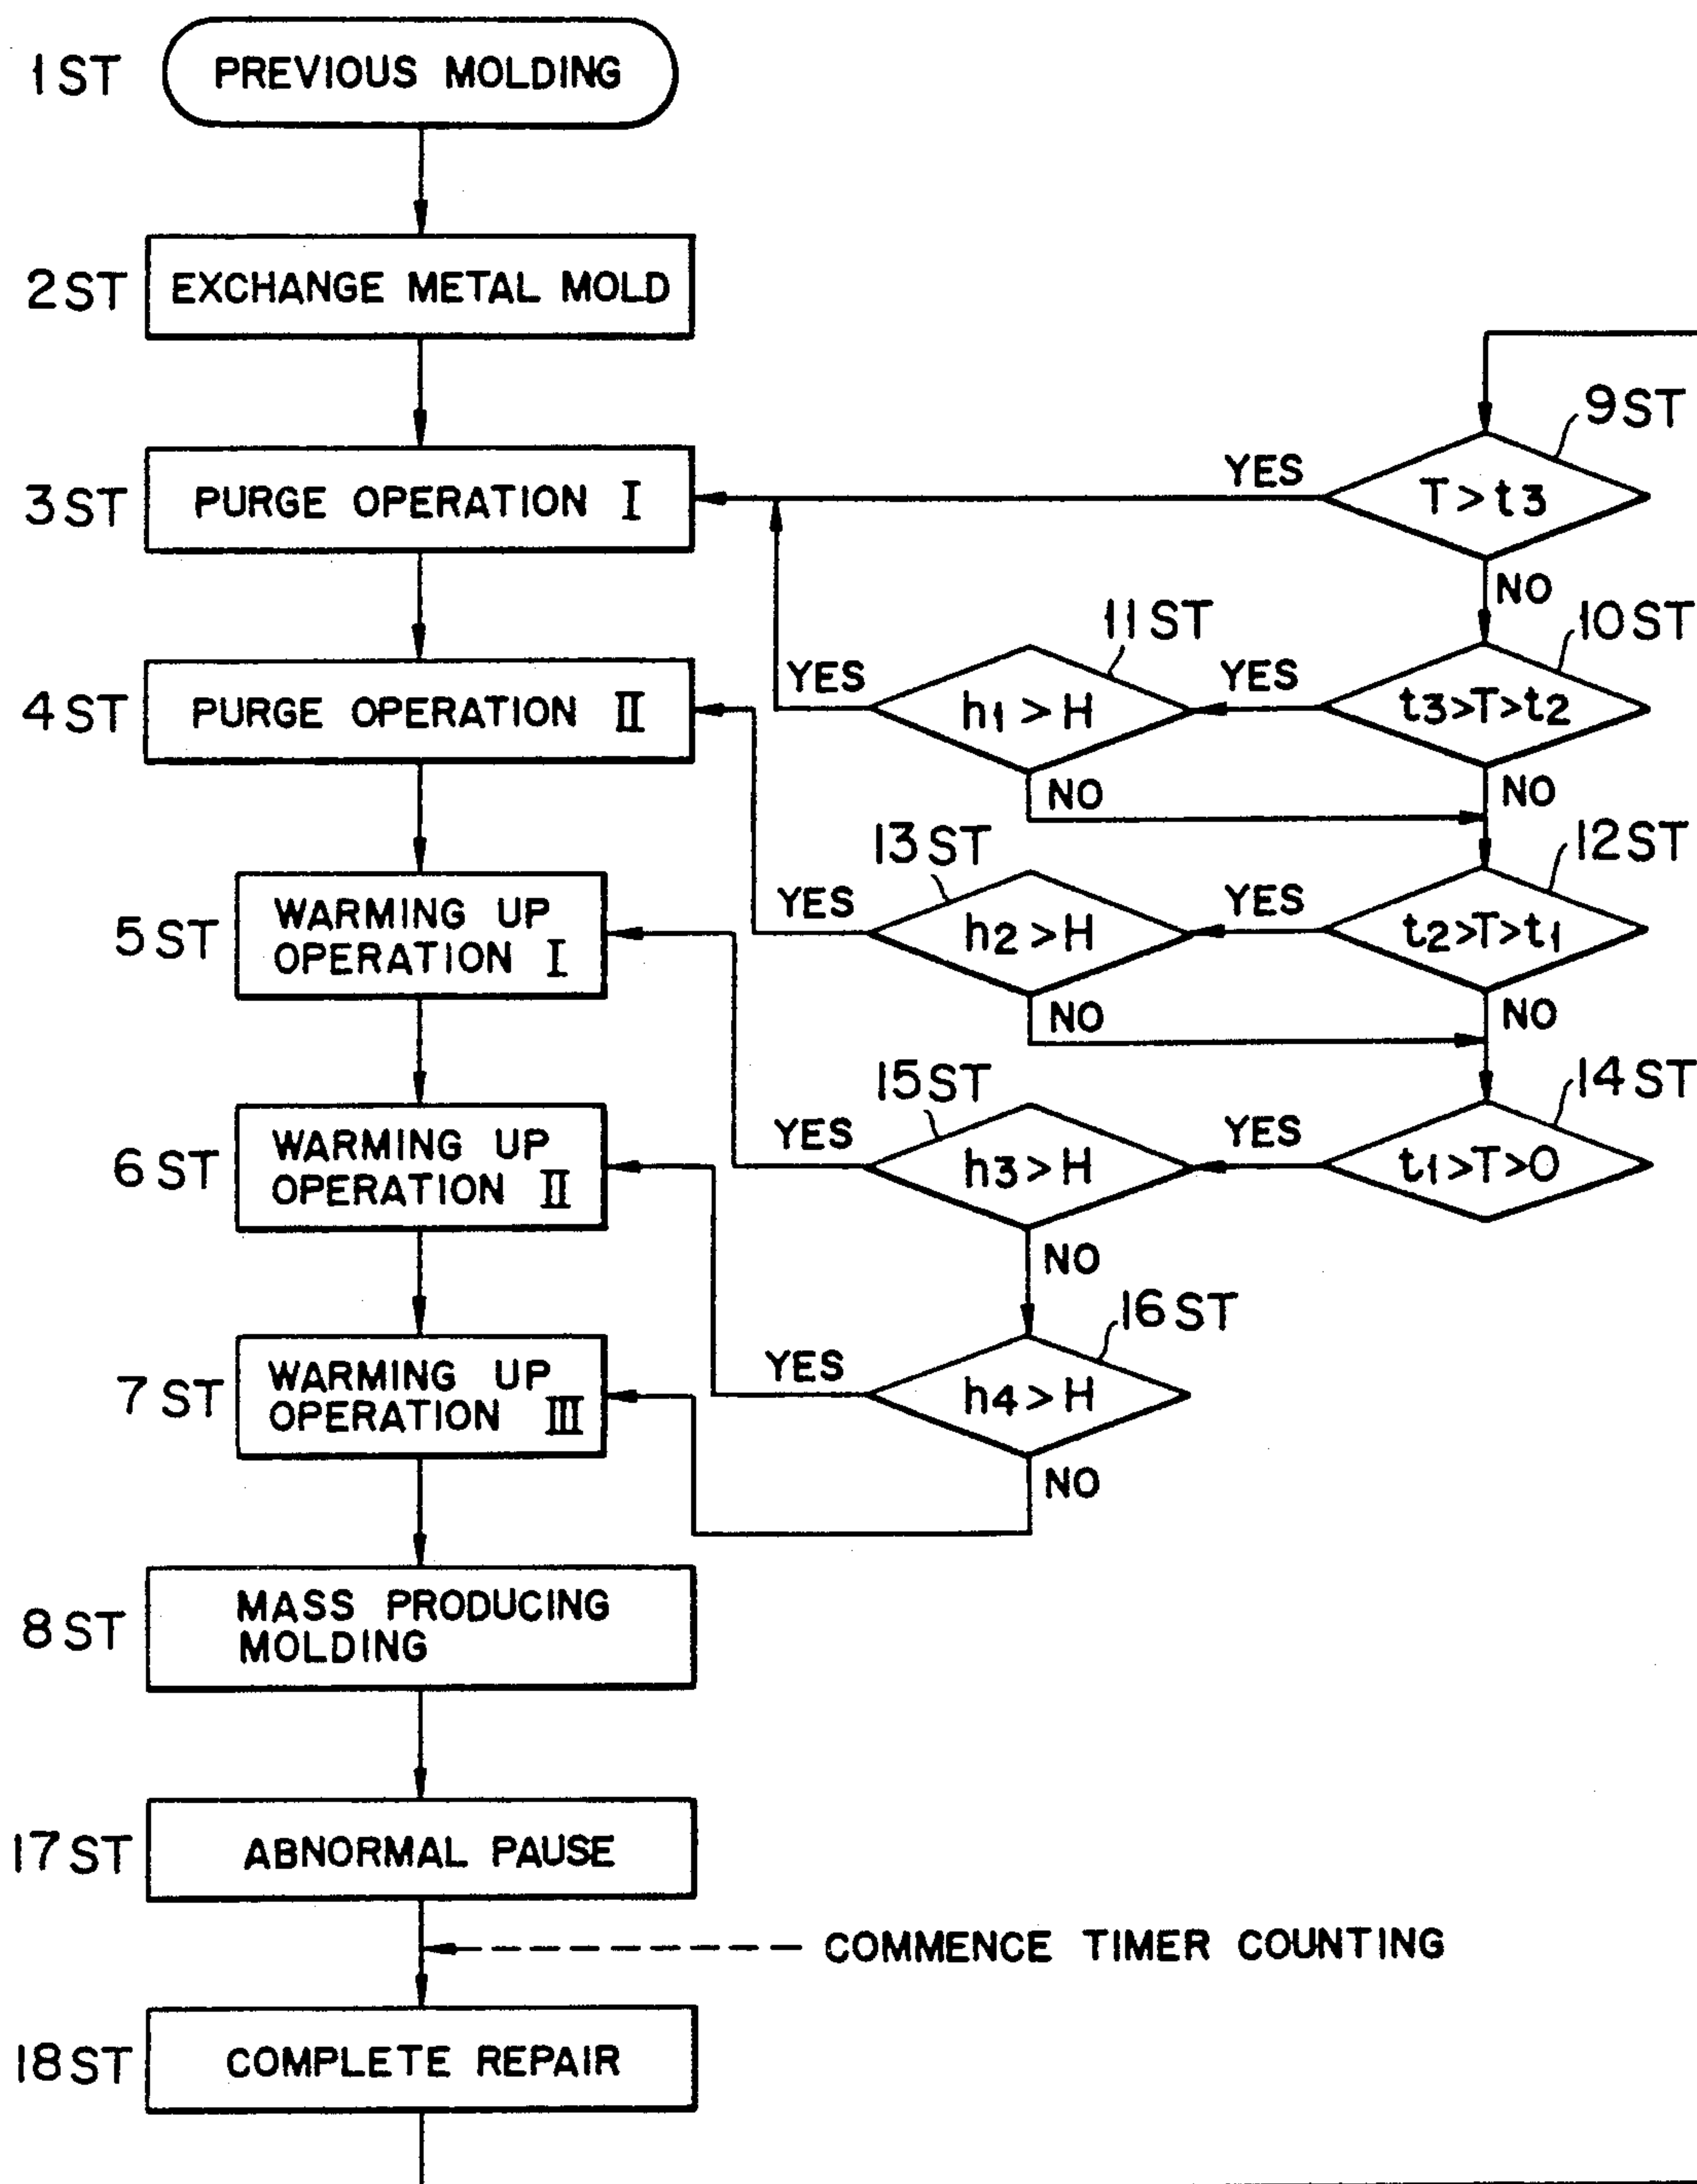 1ST PREVIOUS MOLDING
2ST EXCHANGE METAL MOLD
3ST PURGE OPERATION I
4ST PURGE OPERATION II
5ST WARMING UP
OPERATION I
6ST WARMING UP
OPERATION II
7ST WARMING UP
OPERATION III
8ST MASS PRODUCING
MOLDING
17ST ABNORMAL PAUSE
COMMENCE TIMER COUNTING
18ST COMPLETE REPAIR
9ST
YES T>t3
NO
11ST 10ST
YES h1>H YES t3>T>t2
NO NO
13ST 12ST
YES h2>H YES t2>T>t1
NO NO
15ST 14ST
YES h3>H YES t1>T>0
NO
16ST
YES h4>H
NO